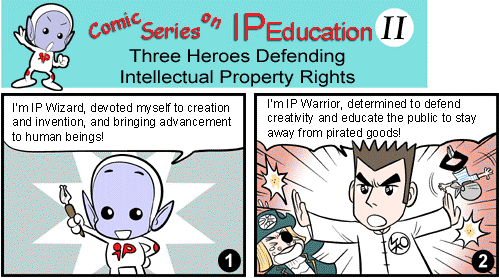 Comic Series on IP Education II
Three Heroes Defending
Intellectual Property Rights
I'm IP Wizard, devoted myself to creation
and invention, and bringing advancement
to human beings!
iP
1
I'm IP Warrior, determined to defend
creativity and educate the public to stay
away from pirated goods!
2